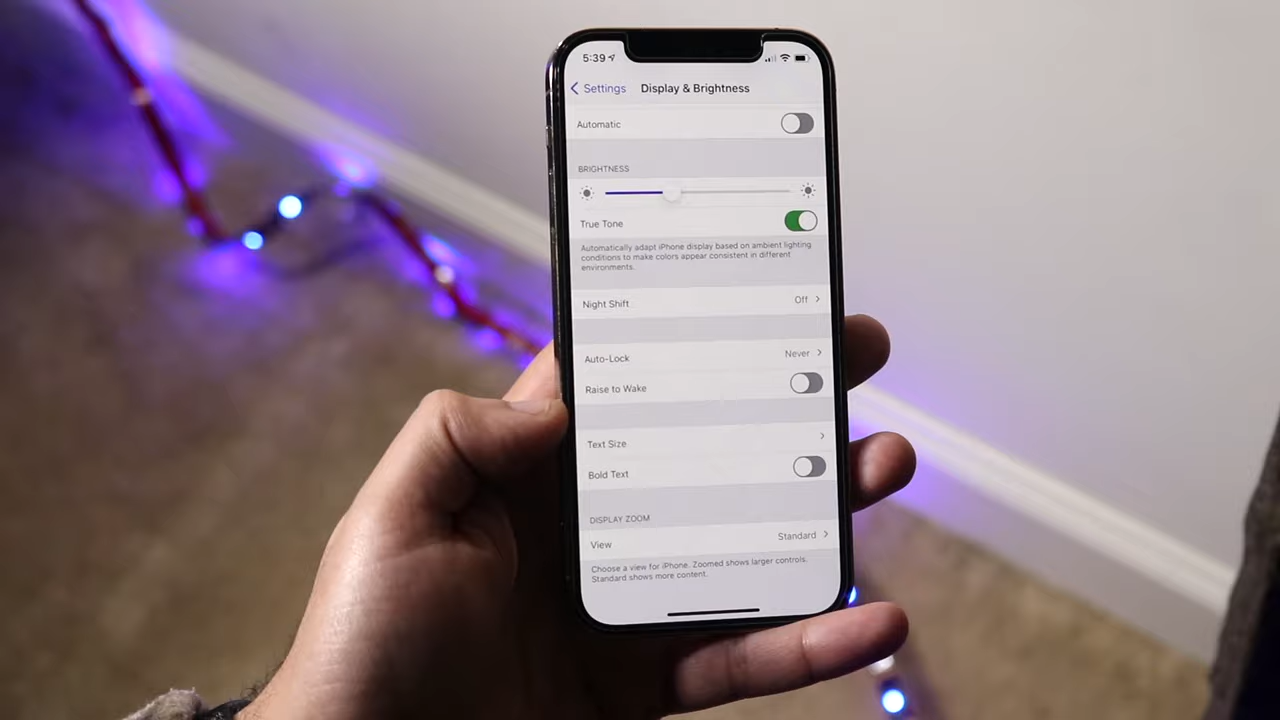 5:39
Settings Display & Brightness
Automatic
BRIGHTNESS
True Tone
Automatically adapt iPhone display based on ambient lighting
conditions to make colors appear consistent in different
environments.
Night Shift Off
Auto-Lock Never
Raise to Wake
Text Size
Bold Text
DISPLAY ZOOM
View Standard
Choose a view for iPhone. Zoomed shows larger controls.
Standard shows more content.